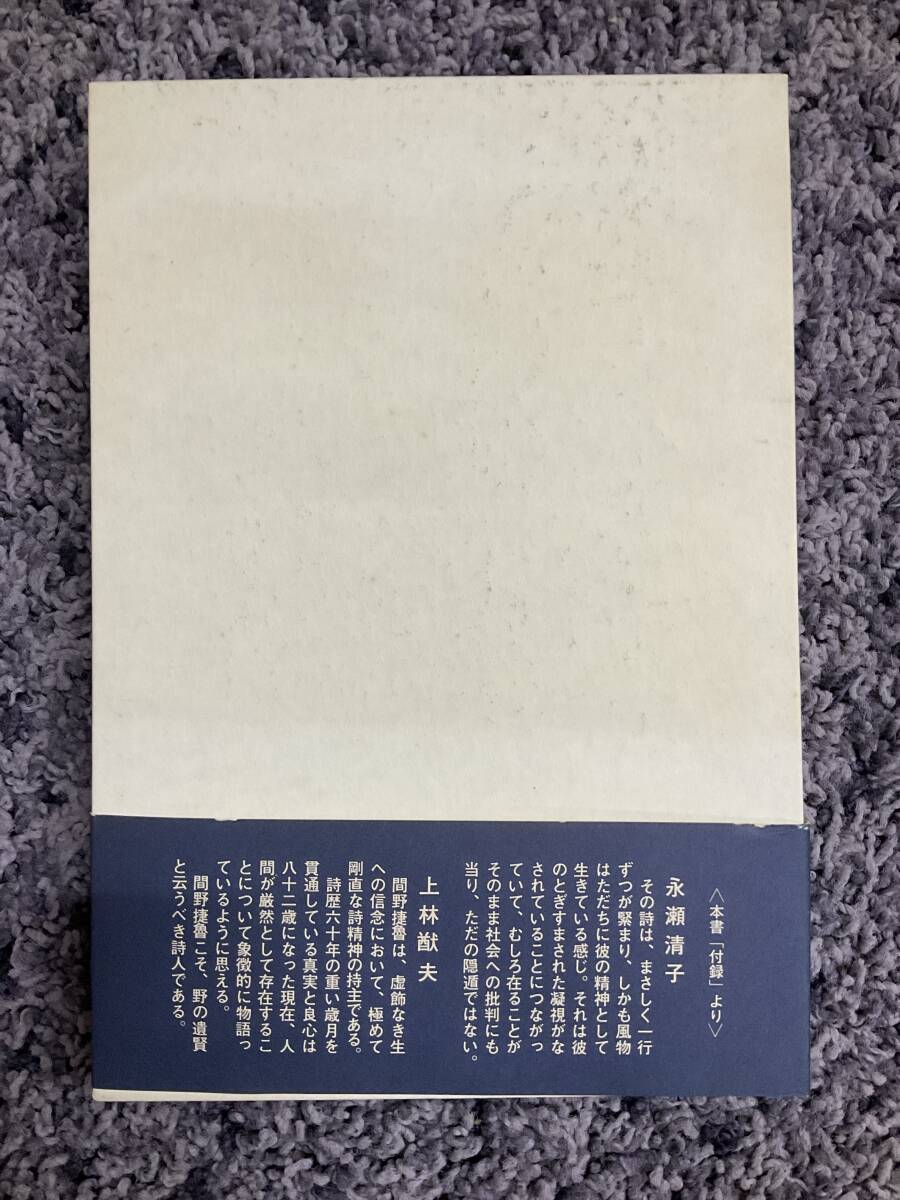 〈本書「付録」より〉
永瀬清子
その詩は、まさしく一行
ずつが緊まり、しかも風物
はただちに彼の精神として
生きている感じ。それは彼
のとぎすまされた凝視がな
されていることにつながっ
ていて、むしろ在ることが
そのまま社会への批判にも
当り、ただの隠遁ではない。
上林猷夫
間野捷魯は、虚飾なき生
への信念において、極めて
剛直な詩精神の持主である。
詩歴六十年の重い歳月を
貫通している真実と良心は
八十二歳になった現在、人
間が厳然として存在するこ
とについて象徴的に物語っ
ているように思える。
間野捷魯こそ、野の遺賢
と云うべき詩人である。